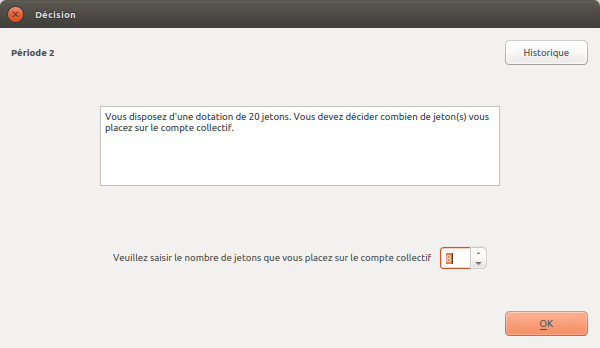 Décision
Période 2
Historique
Vous disposez d'une dotation de 20 jetons. Vous devez décider combien de jeton(s) vous
placez sur le compte collectif.
Veuillez saisir le nombre de jetons que vous placez sur le compte collectif
OK